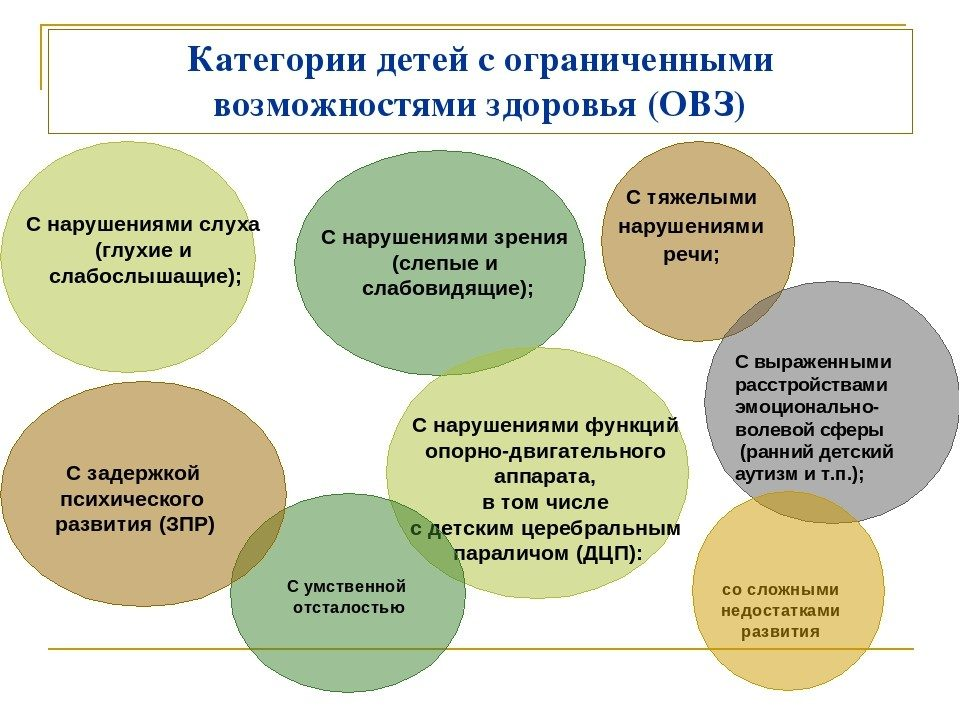 Категории детей с ограниченными
возможностями здоровья (ОВЗ)
С нарушениями слуха
(глухие и
слабослышащие);
С нарушениями зрения
(слепые и
слабовидящие);
С тяжелыми
нарушениями
речи;
С выраженными
расстройствами
эмоционально-
волевой сферы
(ранний детский
аутизм и т.п.);
С задержкой
психического
развития (ЗПР)
С нарушениями функций
опорно-двигательного
аппарата,
в том числе
с детским церебральным
параличом (ДЦП):
С умственной
отсталостью
со сложными
недостатками
развития